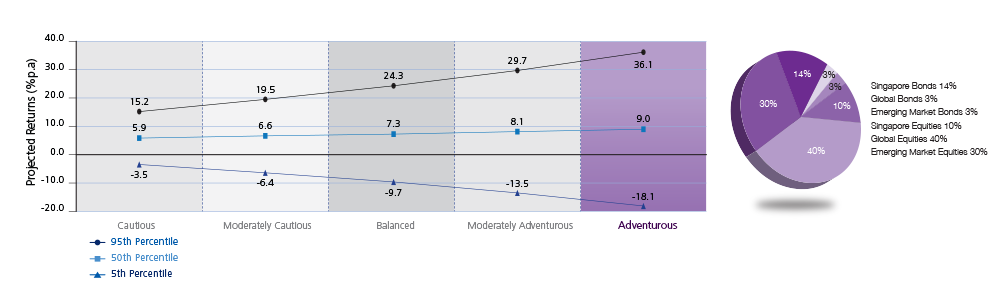 Projected Returns (%p.a)
40.0
30.0
20.0
10.0
0.0
-10.0
-20.0
15.2
19.5
24.3
29.7
36.1
5.9
6.6
7.3
8.1
9.0
-3.5
-6.4
-9.7
-13.5
-18.1
Cautious
Moderately Cautious
Balanced
Moderately Adventurous
Adventurous
95th Percentile
50th Percentile
5th Percentile
14%
3%
3%
10%
40%
30%
Singapore Bonds 14%
Global Bonds 3%
Emerging Market Bonds 3%
Singapore Equities 10%
Global Equities 40%
Emerging Market Equities 30%